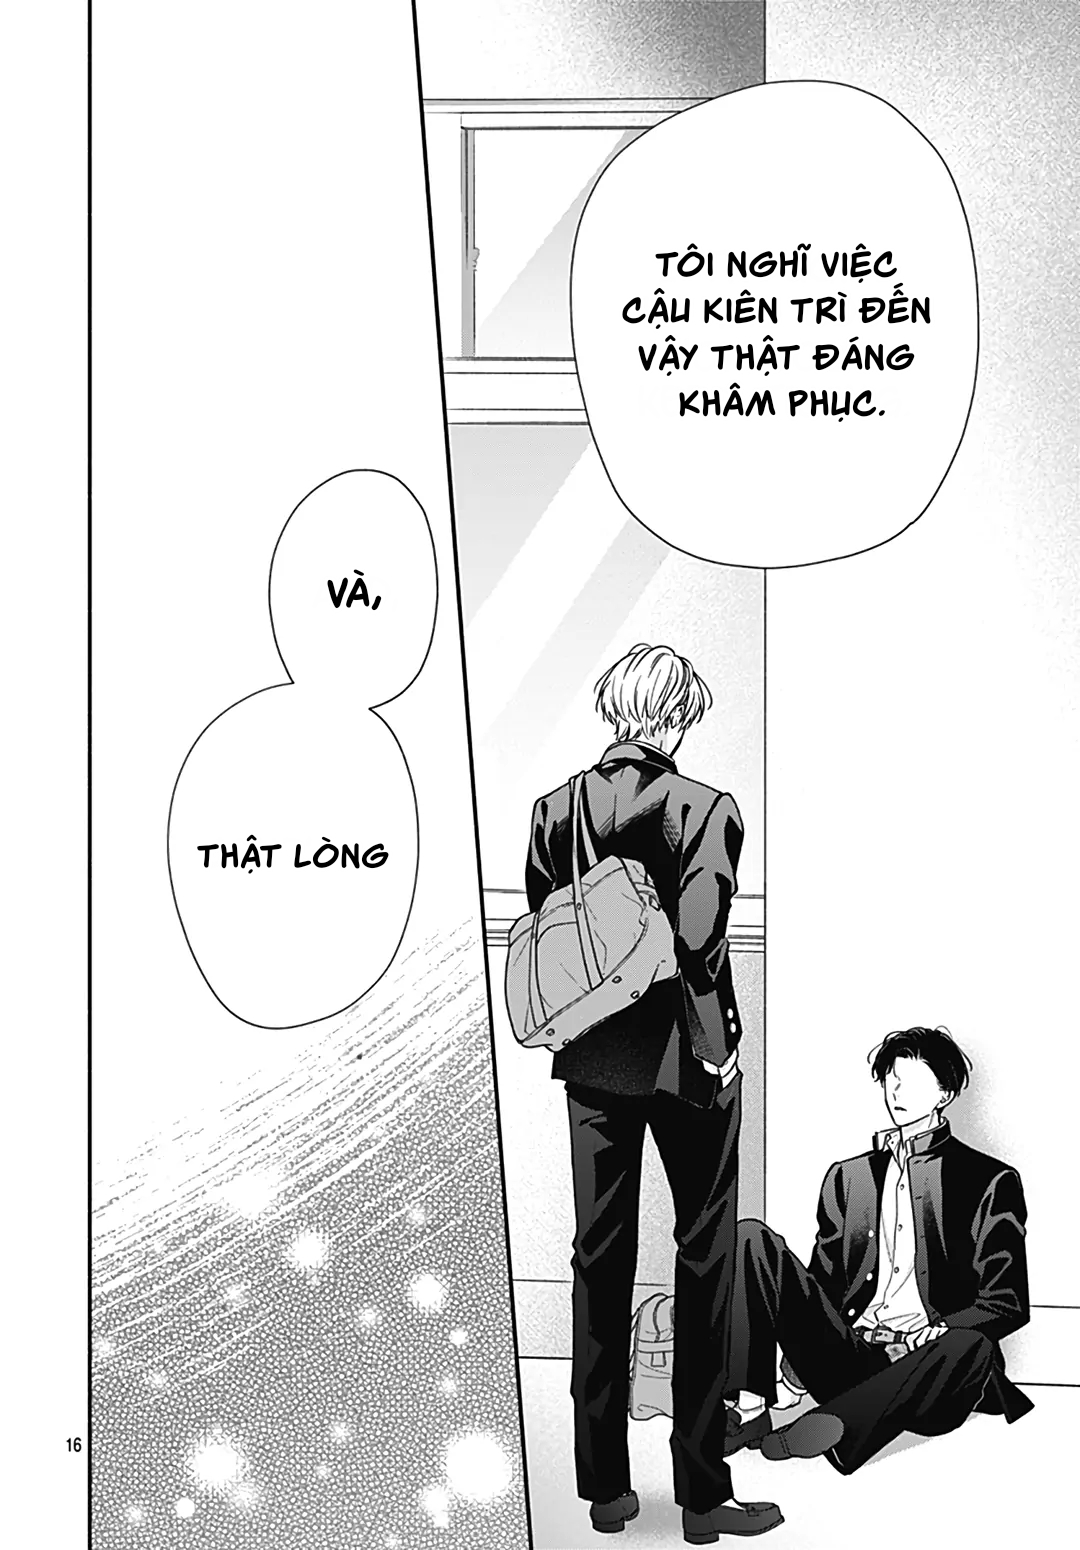 TÔI NGHĨ VIỆC
CẬU KIÊN TRÌ ĐẾN
VẬY THẬT ĐÁNG
KHÂM PHỤC.
VÀ,
THẬT LÒNG
16